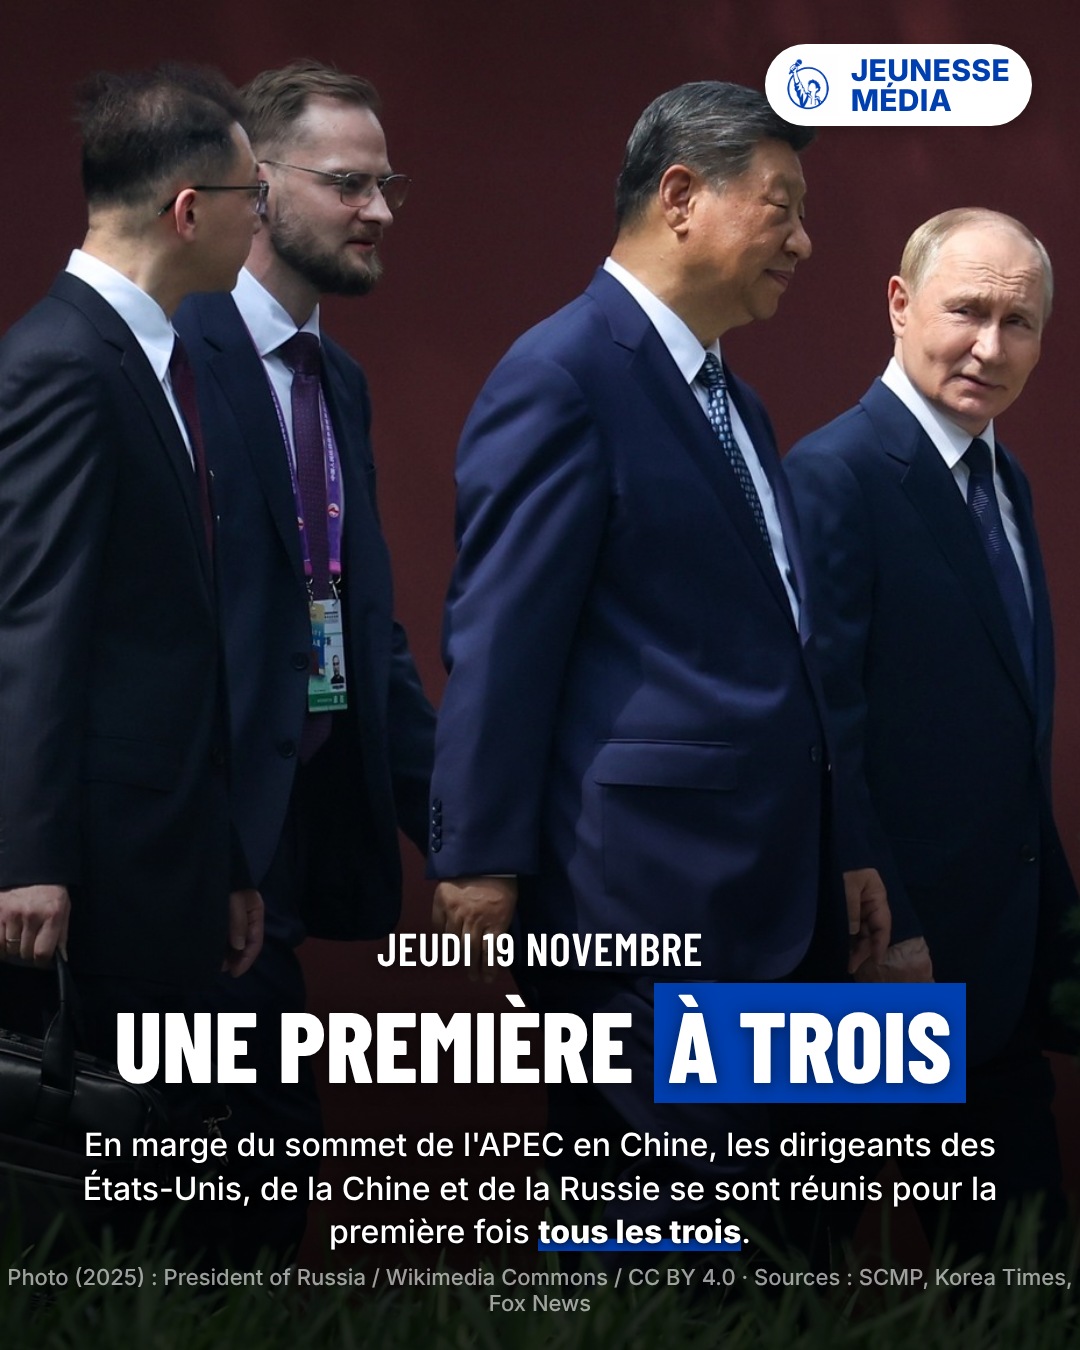 JEUNESSE
MÉDIA
JEUDI 19 NOVEMBRE
UNE PREMIÈRE À TROIS
En marge du sommet de l'APEC en Chine, les dirigeants des
États-Unis, de la Chine et de la Russie se sont réunis pour la
première fois tous les trois.
Photo (2025) : President of Russia / Wikimedia Commons / CC BY 4.0 · Sources : SCMP, Korea Times,
Fox News